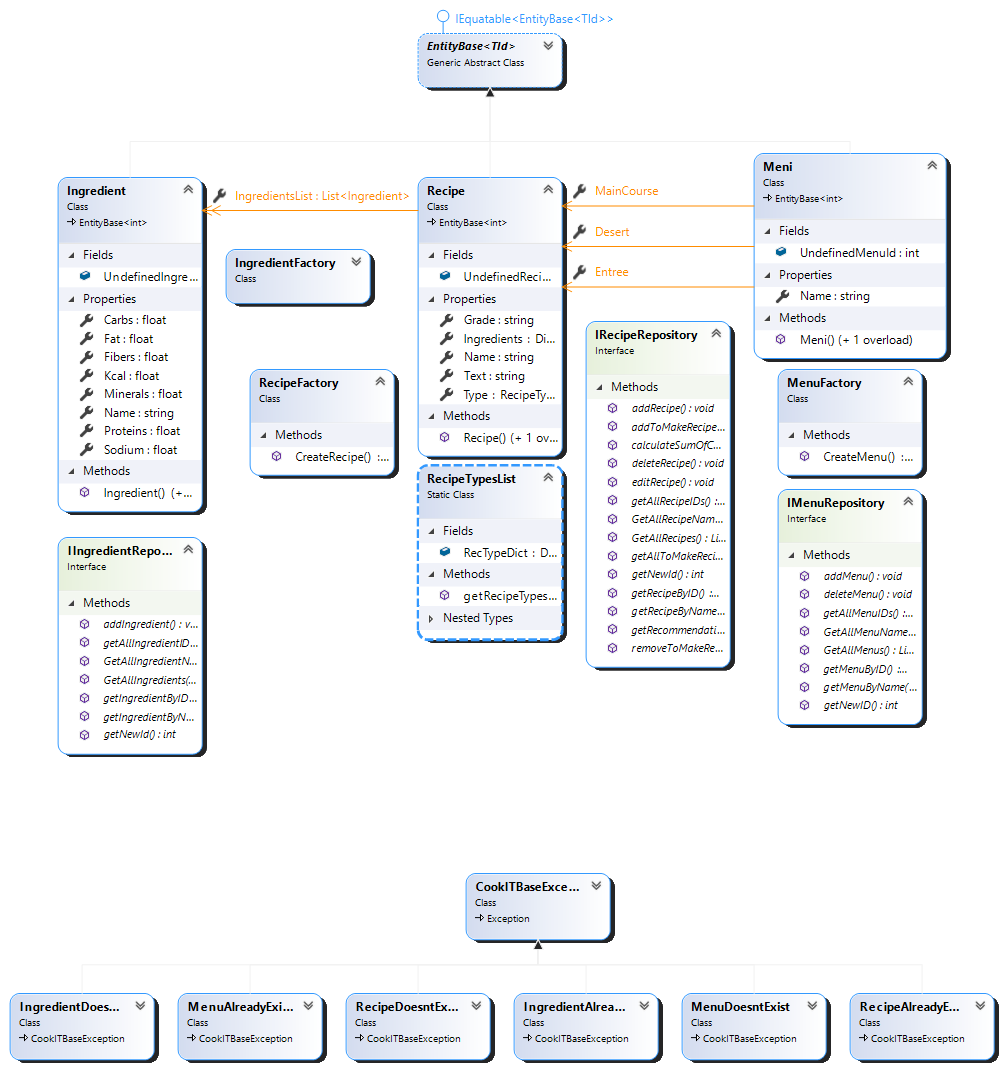 IEquatable<EntityBase<TId>>
EntityBase<TId>
Generic Abstract Class
Ingredient
Class
EntityBase<int>
Fields
UndefinedIngre...
Properties
Carbs : float
Fat : float
Fibers : float
Kcal : float
Minerals : float
Name : string
Proteins : float
Sodium : float
Methods
Ingredient() (+...
IngredientsList : List<Ingredient>
Recipe
Class
EntityBase<int>
Fields
UndefinedReci...
Properties
Grade : string
Ingredients : Di...
Name : string
Text : string
Type : RecipeTy...
Methods
Recipe() (+ 1 ov...
MainCourse
Desert
Entree
Meni
Class
EntityBase<int>
Fields
UndefinedMenuId : int
Properties
Name : string
Methods
Meni() (+ 1 overload)
IngredientFactory
Class
RecipeFactory
Class
Methods
CreateRecipe() :...
IRecipeRepository
Interface
Methods
addRecipe() : void
addToMakeRecipe...
calculateSumOfC...
deleteRecipe() : void
editRecipe() : void
getAllRecipeIDs() :...
GetAllRecipeNam...
GetAllRecipes() : Li...
getAllToMakeReci...
getNewId() : int
getRecipeByID() :...
getRecipeByName...
getRecommendati...
removeToMakeRe...
MenuFactory
Class
Methods
CreateMenu() :...
RecipeTypesList
Static Class
Fields
RecTypeDict : D...
Methods
getRecipeTypes...
Nested Types
IMenuRepository
Interface
Methods
addMenu() : void
deleteMenu() : void
getAllMenuIDs() :...
GetAllMenuName...
GetAllMenus() : Li...
getMenuByID() :...
getMenuByName(...
getNewID() : int
IIngredientRepo...
Interface
Methods
addIngredient() : v...
getAllIngredientID...
GetAllIngredientN...
GetAllIngredients(...
getIngredientByID...
getIngredientByN...
getNewId() : int
CookITBaseExce...
Class
Exception
IngredientDoes...
Class
CookITBaseException
MenuAlreadyExi...
Class
CookITBaseException
RecipeDoesntEx...
Class
CookITBaseException
IngredientAlrea...
Class
CookITBaseException
MenuDoesntExist
Class
CookITBaseException
RecipeAlreadyE...
Class
CookITBaseException